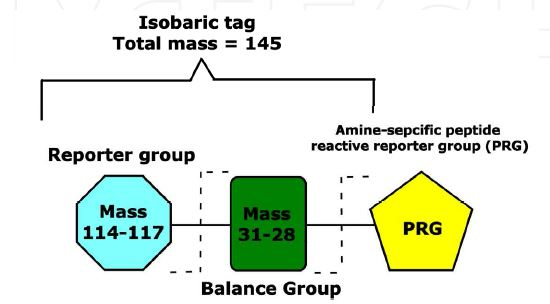 Isobaric tag
Total mass = 145
Amine-sepcific peptide
reactive reporter group (PRG)
Reporter group
Mass
114-117
Mass
31-28
PRG
Balance Group